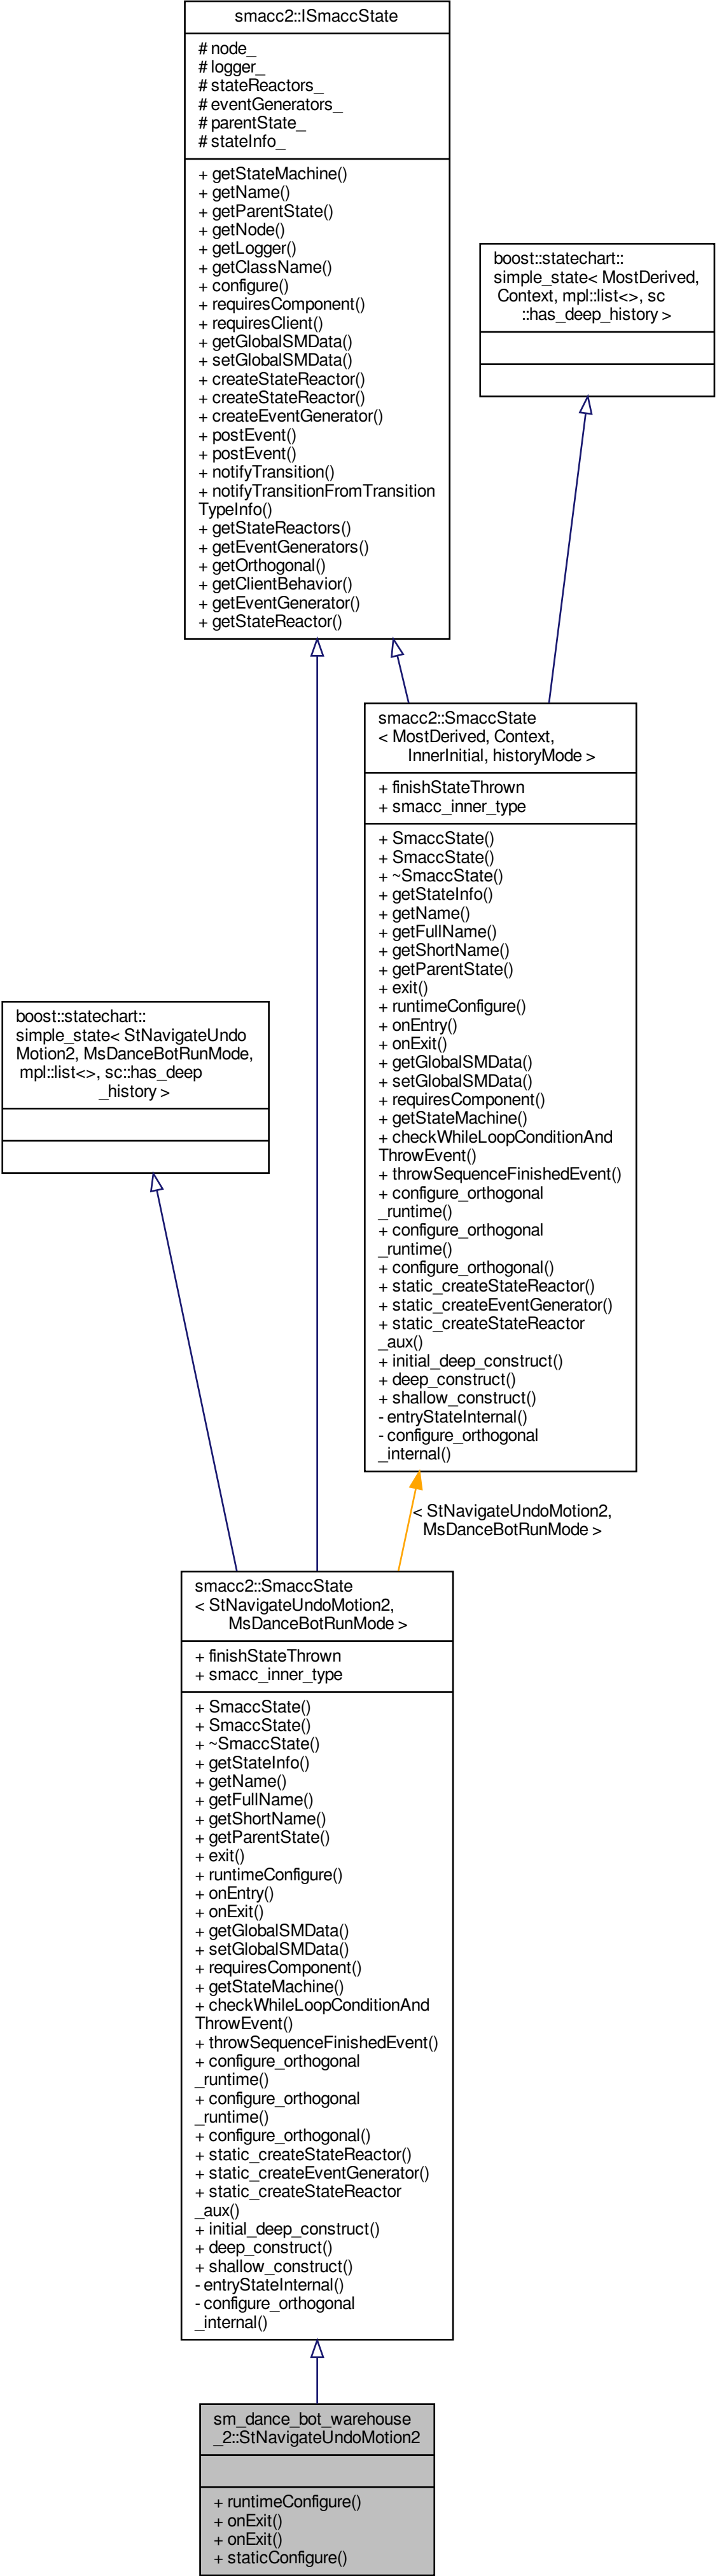 smacc2::ISmaccState
# node_
# logger_
# stateReactors_
# eventGenerators_
# parentState_
# stateInfo_
+ getStateMachine()
+ getName()
+ getParentState()
+ getNode()
+ getLogger()
+ getClassName()
+ configure()
+ requiresComponent()
+ requiresClient()
+ getGlobalSMData()
+ setGlobalSMData()
+ createStateReactor()
+ createStateReactor()
+ createEventGenerator()
+ postEvent()
+ postEvent()
+ notifyTransition()
+ notifyTransitionFromTransition
TypeInfo()
+ getStateReactors()
+ getEventGenerators()
+ getOrthogonal()
+ getClientBehavior()
+ getEventGenerator()
+ getStateReactor()
boost::statechart::
simple_state< MostDerived,
Context, mpl::list<>, sc
::has_deep_history >
smacc2::SmaccState
< MostDerived, Context,
InnerInitial, historyMode >
+ finishStateThrown
+ smacc_inner_type
+ SmaccState()
+ SmaccState()
+ ~SmaccState()
+ getStateInfo()
+ getName()
+ getFullName()
+ getShortName()
+ getParentState()
+ exit()
+ runtimeConfigure()
+ onEntry()
+ onExit()
+ getGlobalSMData()
+ setGlobalSMData()
+ requiresComponent()
+ getStateMachine()
+ checkWhileLoopConditionAnd
ThrowEvent()
+ throwSequenceFinishedEvent()
+ configure_orthogonal
_runtime()
+ configure_orthogonal
_runtime()
+ configure_orthogonal()
+ static_createStateReactor()
+ static_createEventGenerator()
+ static_createStateReactor
_aux()
+ initial_deep_construct()
+ deep_construct()
+ shallow_construct()
- entryStateInternal()
- configure_orthogonal
_internal()
boost::statechart::
simple_state< StNavigateUndo
Motion2, MsDanceBotRunMode,
mpl::list<>, sc::has_deep
_history >
< StNavigateUndoMotion2,
MsDanceBotRunMode >
smacc2::SmaccState
< StNavigateUndoMotion2,
MsDanceBotRunMode >
+ finishStateThrown
+ smacc_inner_type
+ SmaccState()
+ SmaccState()
+ ~SmaccState()
+ getStateInfo()
+ getName()
+ getFullName()
+ getShortName()
+ getParentState()
+ exit()
+ runtimeConfigure()
+ onEntry()
+ onExit()
+ getGlobalSMData()
+ setGlobalSMData()
+ requiresComponent()
+ getStateMachine()
+ checkWhileLoopConditionAnd
ThrowEvent()
+ throwSequenceFinishedEvent()
+ configure_orthogonal
_runtime()
+ configure_orthogonal
_runtime()
+ configure_orthogonal()
+ static_createStateReactor()
+ static_createEventGenerator()
+ static_createStateReactor
_aux()
+ initial_deep_construct()
+ deep_construct()
+ shallow_construct()
- entryStateInternal()
- configure_orthogonal
_internal()
sm_dance_bot_warehouse
_2::StNavigateUndoMotion2
+ runtimeConfigure()
+ onExit()
+ onExit()
+ staticConfigure()